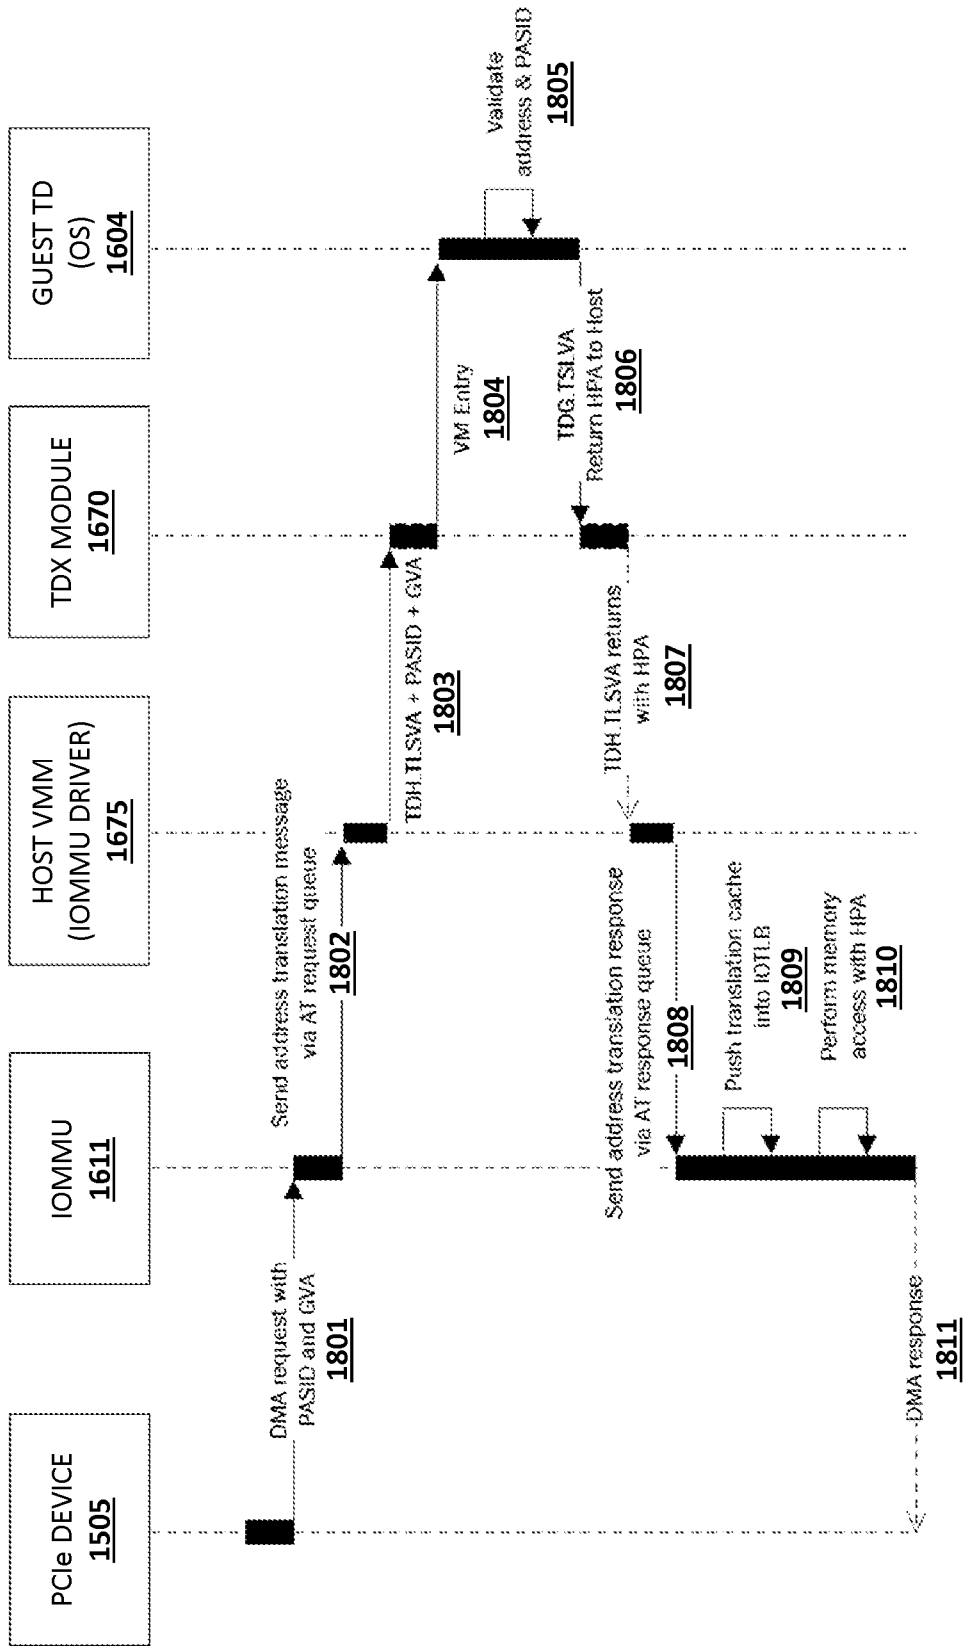 PCIe DEVICE
1505
IOMMU
1611
HOST VMM
(IOMMU DRIVER)
1675
TDX MODULE
1670
GUEST TD
(OS)
1604
DMA request with
PASID and GVA
1801
Send address translation message
via AT request queue
1802
TDH.TLSVA + PASID + GVA
1803
VM Entry
1804
Validate
address & PASID
1805
TDG.TSLVA
Return HPA to Host
1806
TDH.TLSVA returns
with HPA
1807
Send address translation response
via AT response queue
1808
Push translation cache
into IOTLB
1809
Perform memory
access with HPA
1810
DMA response
1811